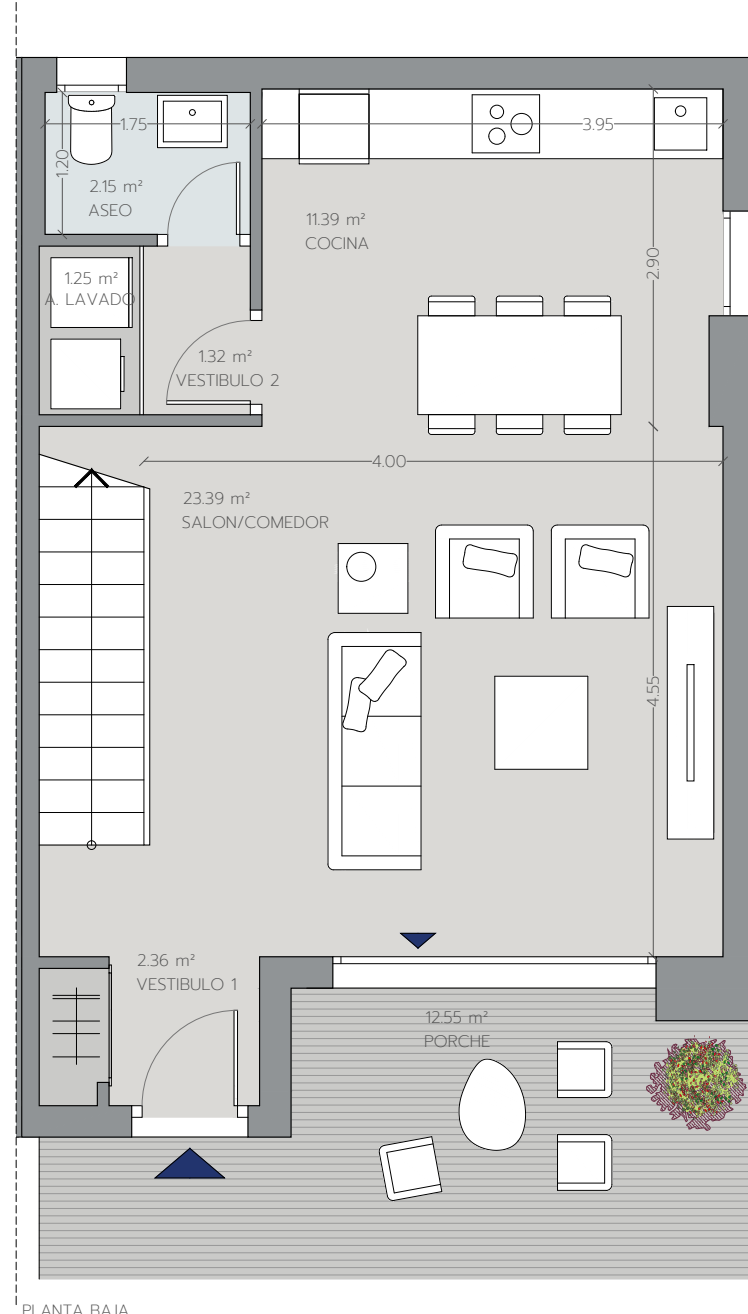 1.75
3.95
1.20
2.15 m²
ASEO
11.39 m²
COCINA
2.90
1.25 m²
A. LAVADO
1.32 m²
VESTIBULO 2
4.00
23.39 m²
SALON/COMEDOR
4.55
2.36 m²
VESTIBULO 1
12.55 m²
PORCHE
PLANTA BAJA